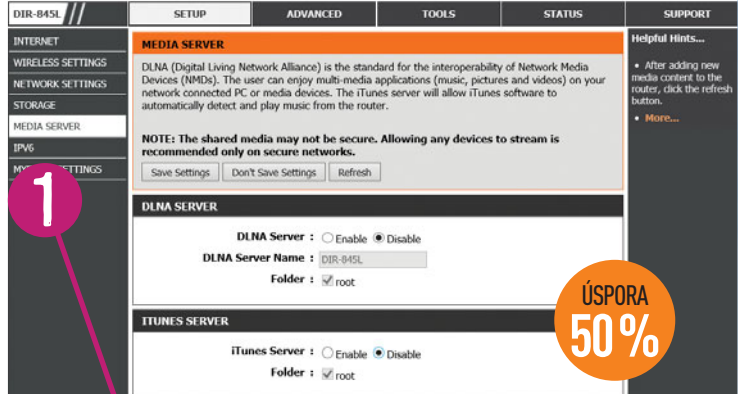 DIR-845L
SETUP
ADVANCED
TOOLS
STATUS
SUPPORT
INTERNET
WIRELESS SETTINGS
NETWORK SETTINGS
STORAGE
MEDIA SERVER
IPV6
SETTINGS
1
MEDIA SERVER
DLNA (Digital Living Network Alliance) is the standard for the interoperability of Network Media
Devices (NMDs). The user can enjoy multi-media applications (music, pictures and videos) on your
network connected PC or media devices. The iTunes server will allow iTunes software to
automatically detect and play music from the router.
NOTE: The shared media may not be secure. Allowing any devices to stream is
recommended only on secure networks.
Save Settings Don't Save Settings Refresh
DLNA SERVER
DLNA Server : Enable Disable
DLNA Server Name : DIR-845L
Folder : root
ITUNES SERVER
iTunes Server : Enable Disable
Folder : root
ÚSPORA
50 %
Helpful Hints...
• After adding new
media content to the
router, click the refresh
button.
• More...